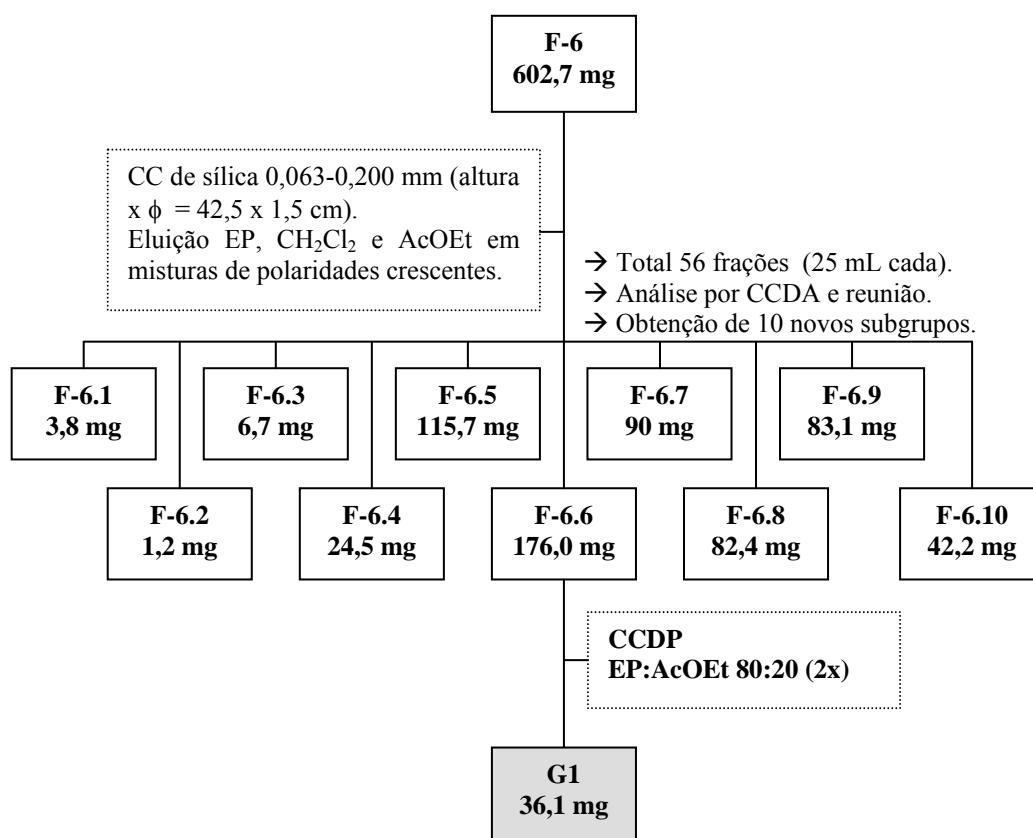 F-6
602,7 mg
CC de sílica 0,063-0,200 mm (altura
x ϕ = 42,5 x 1,5 cm).
Eluição EP, CH₂Cl₂ e AcOEt em
misturas de polaridades crescentes.
→ Total 56 frações (25 mL cada).
→ Análise por CCDA e reunião.
→ Obtenção de 10 novos subgrupos.
F-6.1
3,8 mg
F-6.3
6,7 mg
F-6.5
115,7 mg
F-6.7
90 mg
F-6.9
83,1 mg
F-6.2
1,2 mg
F-6.4
24,5 mg
F-6.6
176,0 mg
F-6.8
82,4 mg
F-6.10
42,2 mg
CCDP
EP:AcOEt 80:20 (2x)
G1
36,1 mg